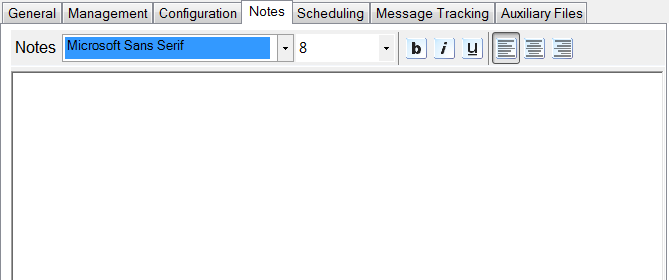 General Management Configuration Notes Scheduling Message Tracking Auxiliary Files
Notes Microsoft Sans Serif 8 b i u